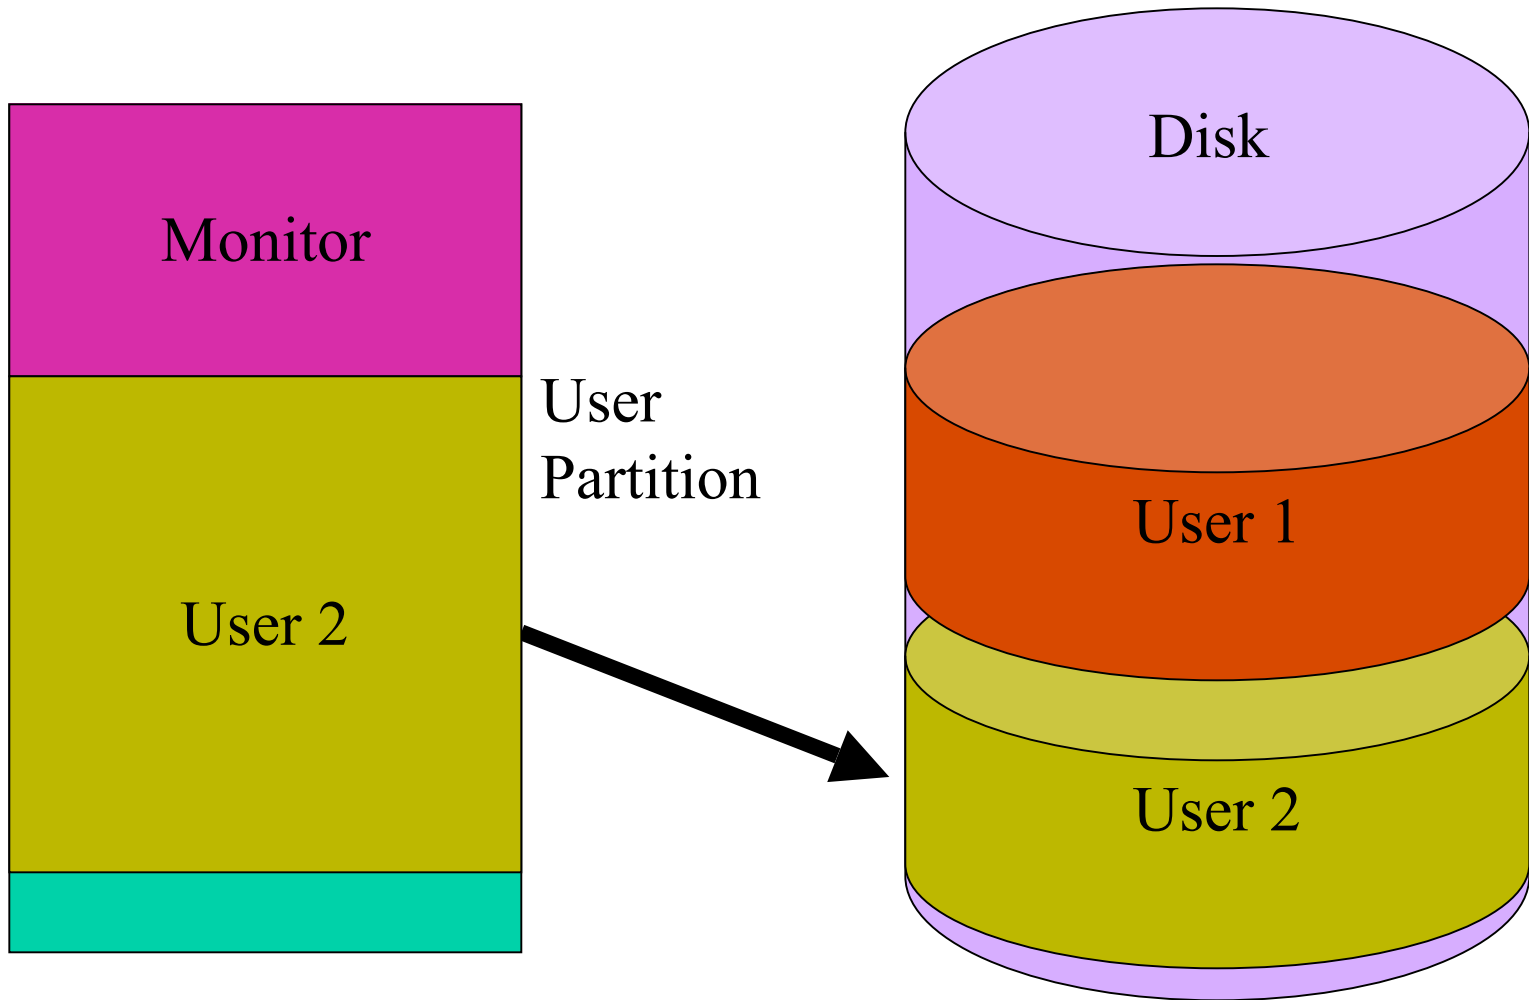 Monitor
User
Partition
User 2
Disk
User 1
User 2